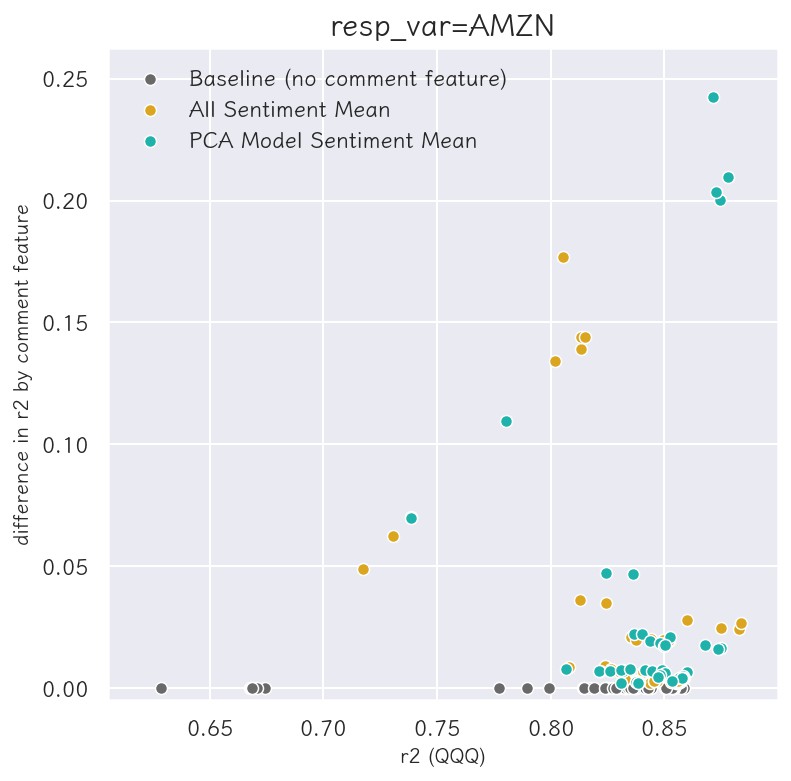 resp_var=AMZN
Baseline (no comment feature)
All Sentiment Mean
PCA Model Sentiment Mean
difference in r2 by comment feature
0.25
0.20
0.15
0.10
0.05
0.00
0.65 0.70 0.75 0.80 0.85
r2 (QQQ)